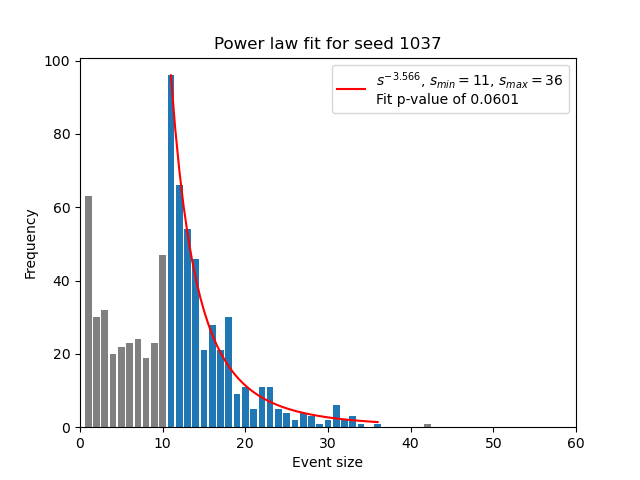 Power law fit for seed 1037
s^{-3.566}, s_{min} = 11, s_{max} = 36
Fit p-value of 0.0601
100
80
60
40
20
0
Frequency
0 10 20 30 40 50 60
Event size